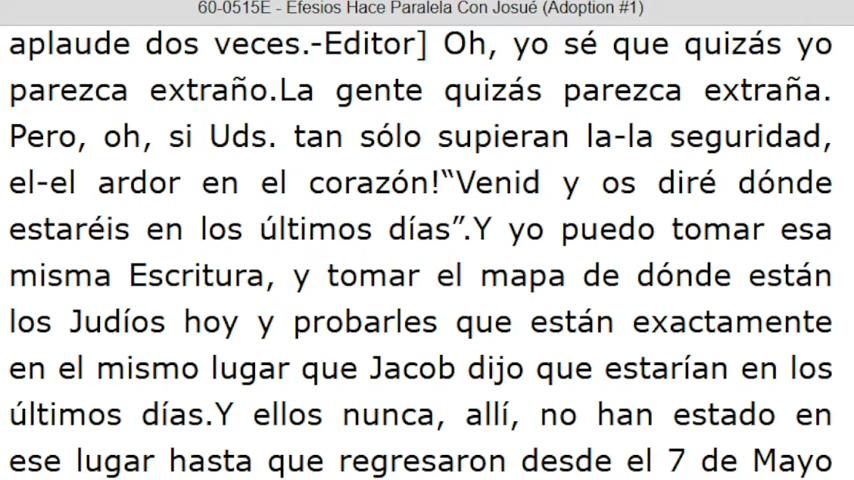 60-0515E - Efesios Hace Paralela Con Josué (Adoption #1)
aplaude dos veces.-Editor] Oh, yo sé que quizás yo
parezca extraño.La gente quizás parezca extraña.
Pero, oh, si Uds. tan sólo supieran la-la seguridad,
el-el ardor en el corazón!“Venid y os diré dónde
estaréis en los últimos días”.Y yo puedo tomar esa
misma Escritura, y tomar el mapa de dónde están
los Judíos hoy y probarles que están exactamente
en el mismo lugar que Jacob dijo que estarían en los
últimos días.Y ellos nunca, allí, no han estado en
ese lugar hasta que regresaron desde el 7 de Mayo